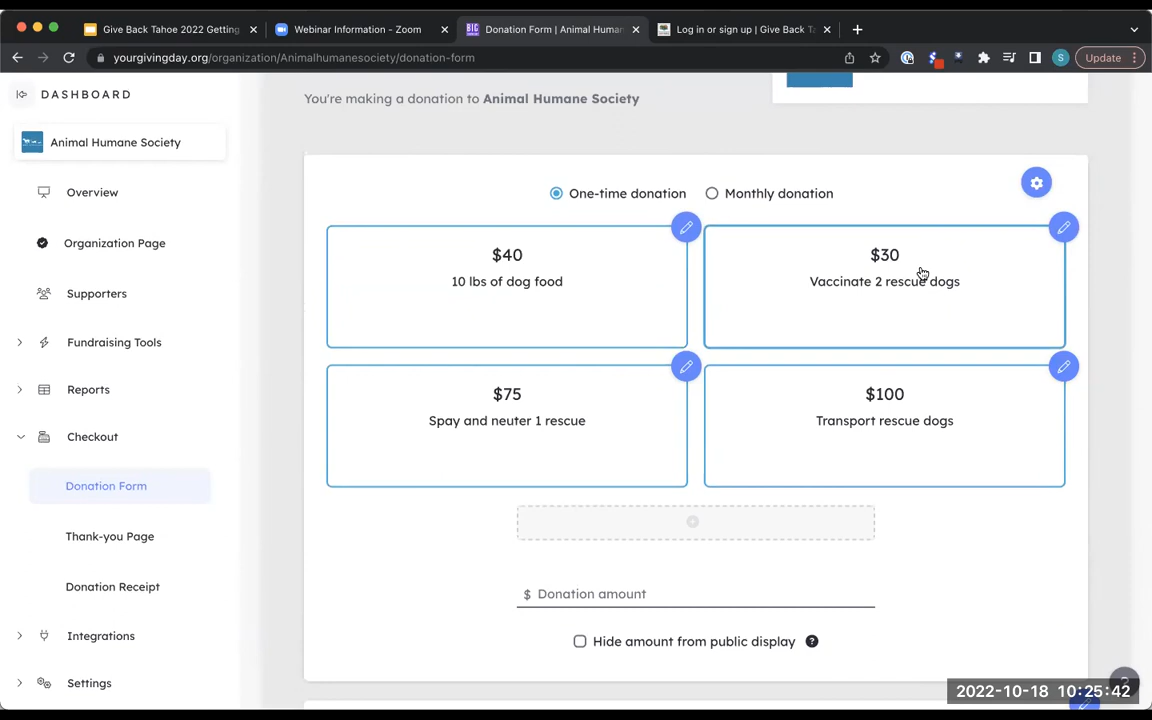 Give Back Tahoe 2022 Getting
Webinar Information - Zoom
BIG
Donation Form | Animal Humane
Log in or sign up | Give Back T
yourgivingday.org/organization/Animalhumanesociety/donation-form
S
Update
DASHBOARD
Animal Humane Society
Overview
Organization Page
Supporters
Fundraising Tools
Reports
Checkout
Donation Form
Thank-you Page
Donation Receipt
Integrations
Settings
You're making a donation to Animal Humane Society
One-time donation
Monthly donation
$40
10 lbs of dog food
$30
Vaccinate 2 rescue dogs
$75
Spay and neuter 1 rescue
$100
Transport rescue dogs
$ Donation amount
Hide amount from public display ?
2022-10-18 10:25:42